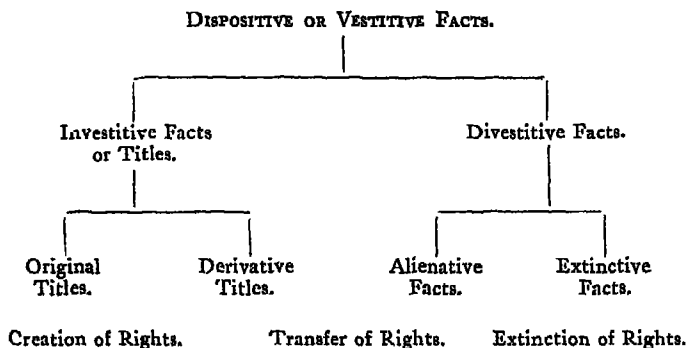 Dispositive or Vestitive Facts.
Investitive Facts
or Titles.
Divestitive Facts.
Original
Titles.
Derivative
Titles.
Alienative
Facts.
Extinctive
Facts.
Creation of Rights.
Transfer of Rights.
Extinction of Rights.